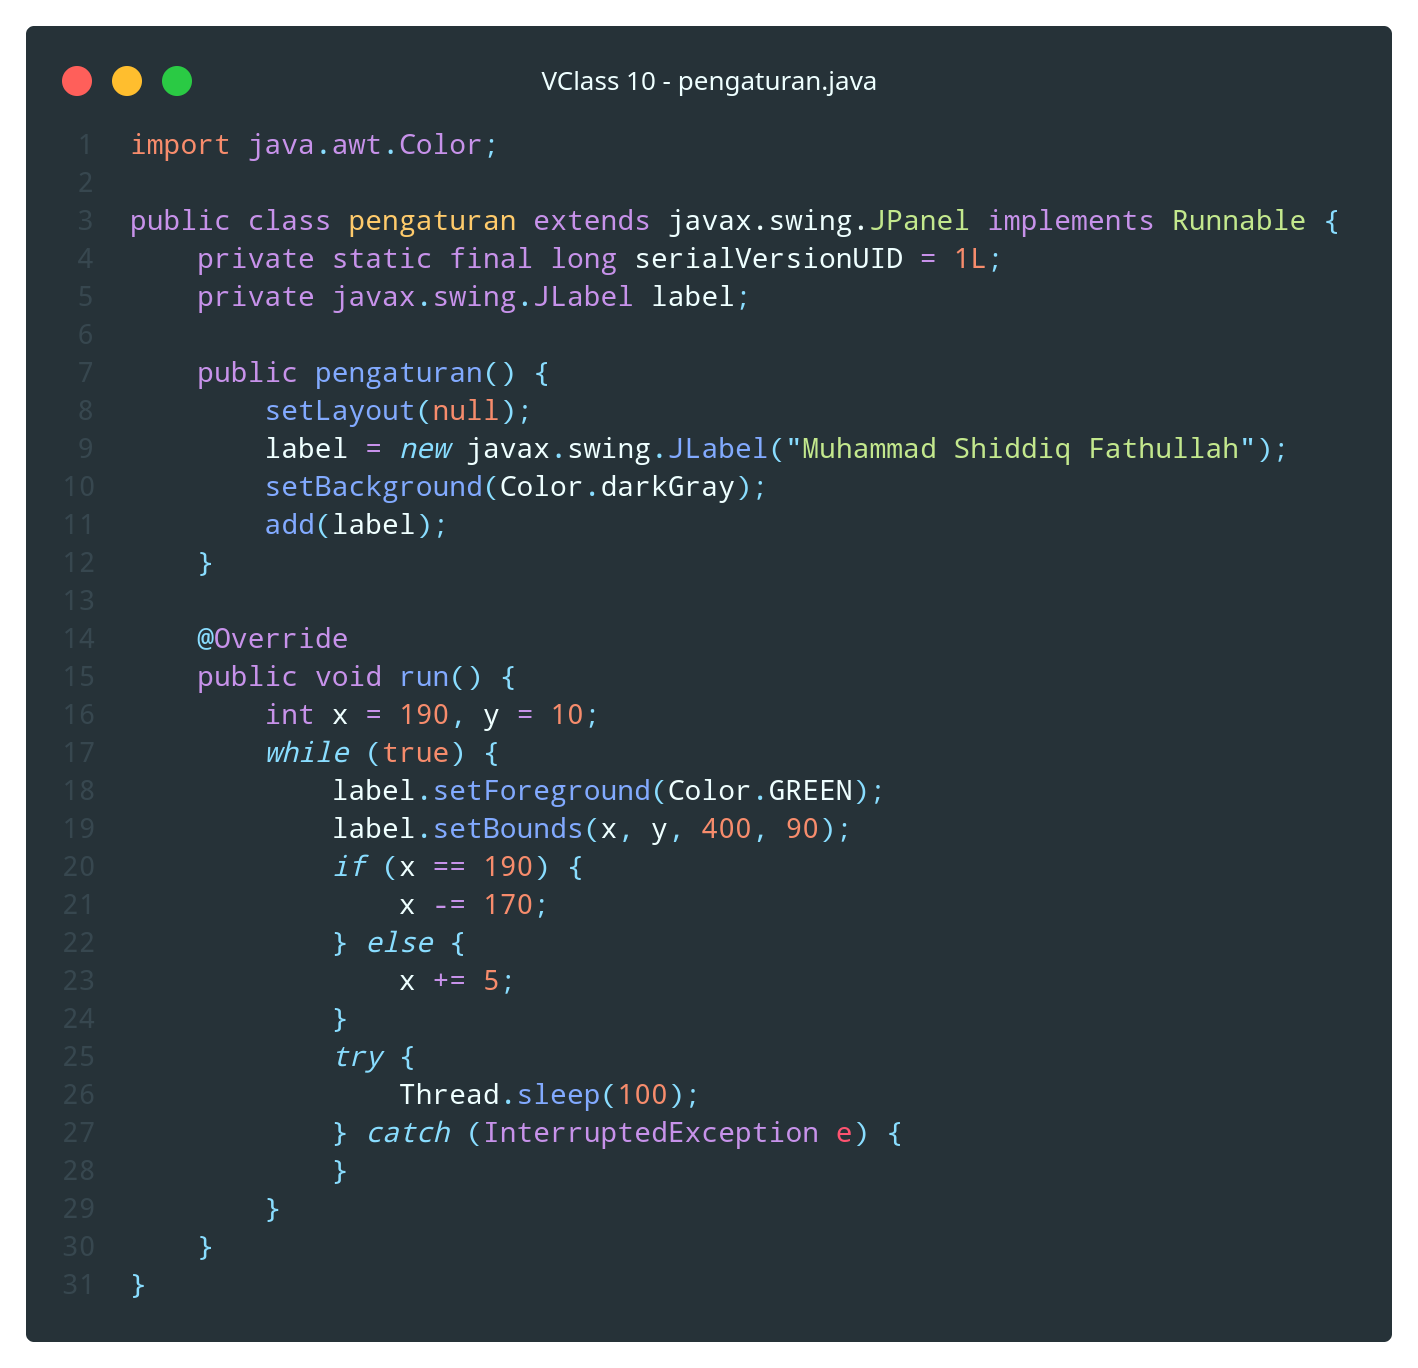 VClass 10 - pengaturan.java
1 import java.awt.Color;
2
3 public class pengaturan extends javax.swing.JPanel implements Runnable {
4     private static final long serialVersionUID = 1L;
5     private javax.swing.JLabel label;
6
7     public pengaturan() {
8         setLayout(null);
9         label = new javax.swing.JLabel("Muhammad Shiddiq Fathullah");
10         setBackground(Color.darkGray);
11         add(label);
12     }
13
14     @Override
15     public void run() {
16         int x = 190, y = 10;
17         while (true) {
18             label.setForeground(Color.GREEN);
19             label.setBounds(x, y, 400, 90);
20             if (x == 190) {
21                 x -= 170;
22             } else {
23                 x += 5;
24             }
25             try {
26                 Thread.sleep(100);
27             } catch (InterruptedException e) {
28             }
29         }
30     }
31 }